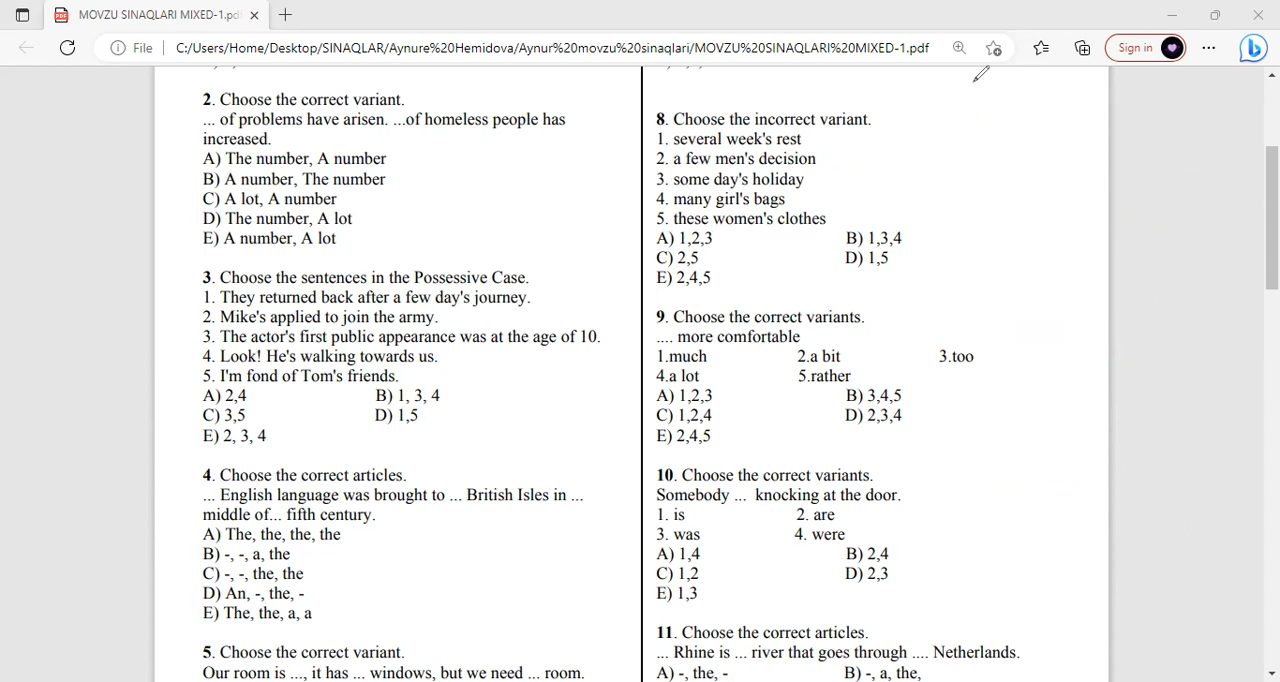 MOVZU SINAQLARI MIXED-1.pdf
File
C:/Users/Home/Desktop/SINAQLAR/Aynure%20Hemidova/Aynur%20movzu%20sinaqlari/MOVZU%20SINAQLARI%20MIXED-1.pdf
Sign in
2. Choose the correct variant.
... of problems have arisen. ...of homeless people has
increased.
A) The number, A number
B) A number, The number
C) A lot, A number
D) The number, A lot
E) A number, A lot
3. Choose the sentences in the Possessive Case.
1. They returned back after a few day's journey.
2. Mike's applied to join the army.
3. The actor's first public appearance was at the age of 10.
4. Look! He's walking towards us.
5. I'm fond of Tom's friends.
A) 2,4 B) 1, 3, 4
C) 3,5 D) 1,5
E) 2, 3, 4
4. Choose the correct articles.
... English language was brought to ... British Isles in ...
middle of... fifth century.
A) The, the, the, the
B) -, -, a, the
C) -, -, the, the
D) An, -, the, -
E) The, the, a, a
5. Choose the correct variant.
Our room is ..., it has ... windows, but we need ... room.
8. Choose the incorrect variant.
1. several week's rest
2. a few men's decision
3. some day's holiday
4. many girl's bags
5. these women's clothes
A) 1,2,3 B) 1,3,4
C) 2,5 D) 1,5
E) 2,4,5
9. Choose the correct variants.
.... more comfortable
1.much 2.a bit 3.too
4.a lot 5.rather
A) 1,2,3 B) 3,4,5
C) 1,2,4 D) 2,3,4
E) 2,4,5
10. Choose the correct variants.
Somebody ... knocking at the door.
1. is 2. are
3. was 4. were
A) 1,4 B) 2,4
C) 1,2 D) 2,3
E) 1,3
11. Choose the correct articles.
... Rhine is ... river that goes through .... Netherlands.
A) -, the, - B) -, a, the,